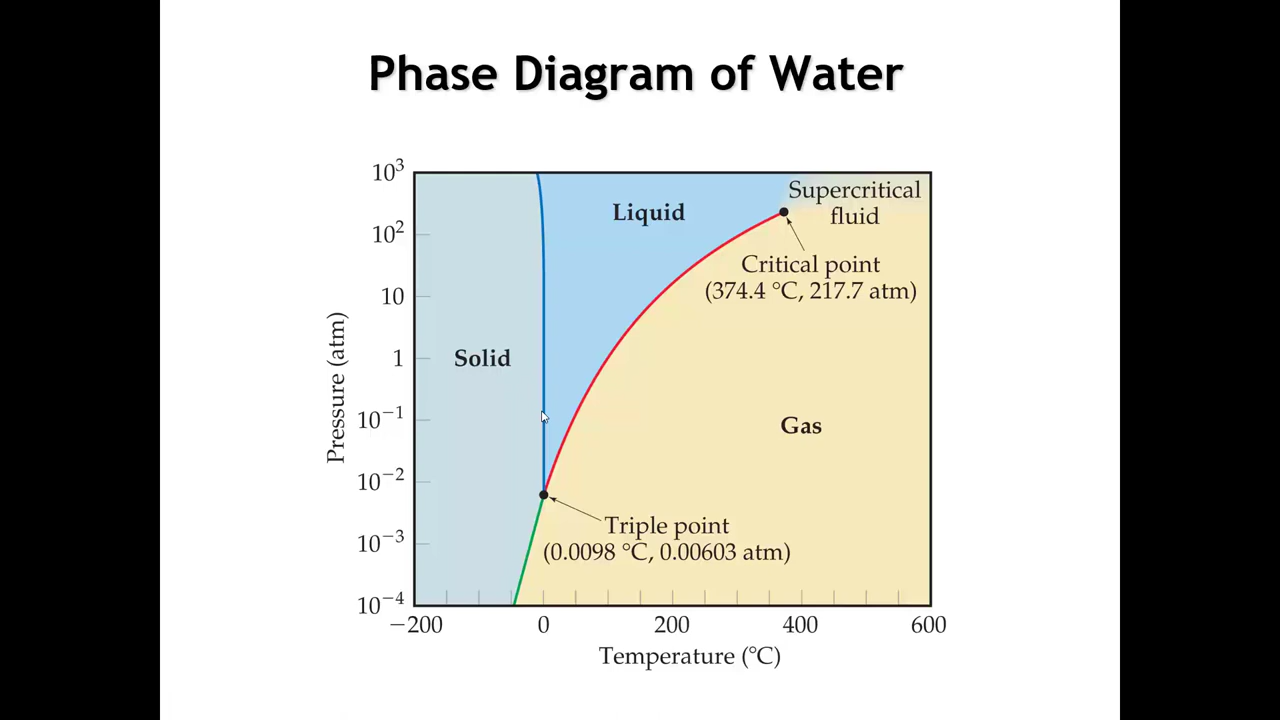 Phase Diagram of Water
10³
10²
10
1
10⁻¹
10⁻²
10⁻³
10⁻⁴
Pressure (atm)
Solid
Liquid
Gas
Supercritical
fluid
Critical point
(374.4 °C, 217.7 atm)
Triple point
(0.0098 °C, 0.00603 atm)
−200
0
200
400
600
Temperature (°C)